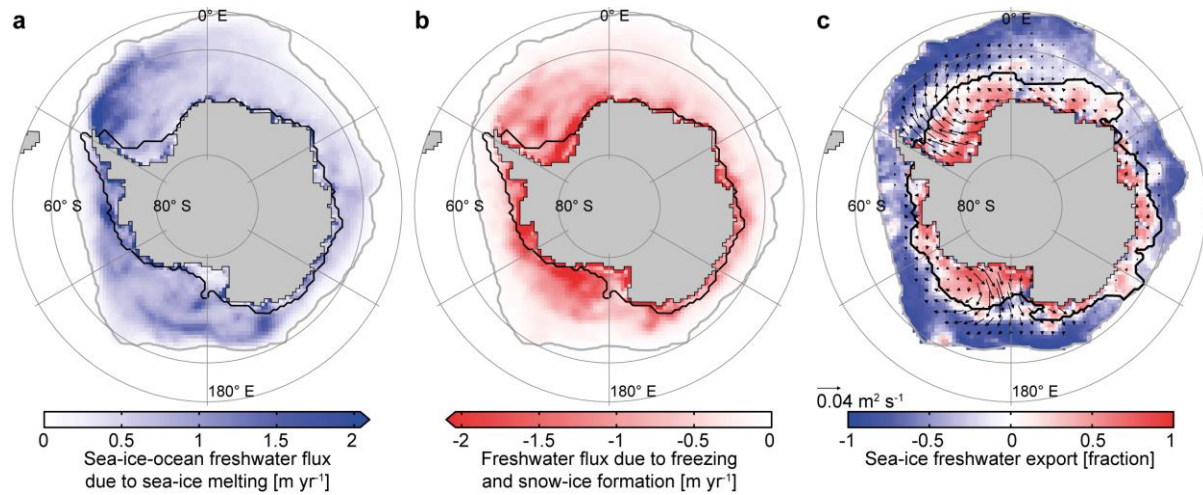 a
0° E
60° S
80° S
180° E
0
0.5
1
1.5
2
Sea-ice-ocean freshwater flux
due to sea-ice melting [m yr⁻¹]
b
0° E
60° S
80° S
180° E
-2
-1.5
-1
-0.5
0
Freshwater flux due to freezing
and snow-ice formation [m yr⁻¹]
c
0° E
60° S
80° S
180° E
0.04 m² s⁻¹
-1
-0.5
0
0.5
1
Sea-ice freshwater export [fraction]